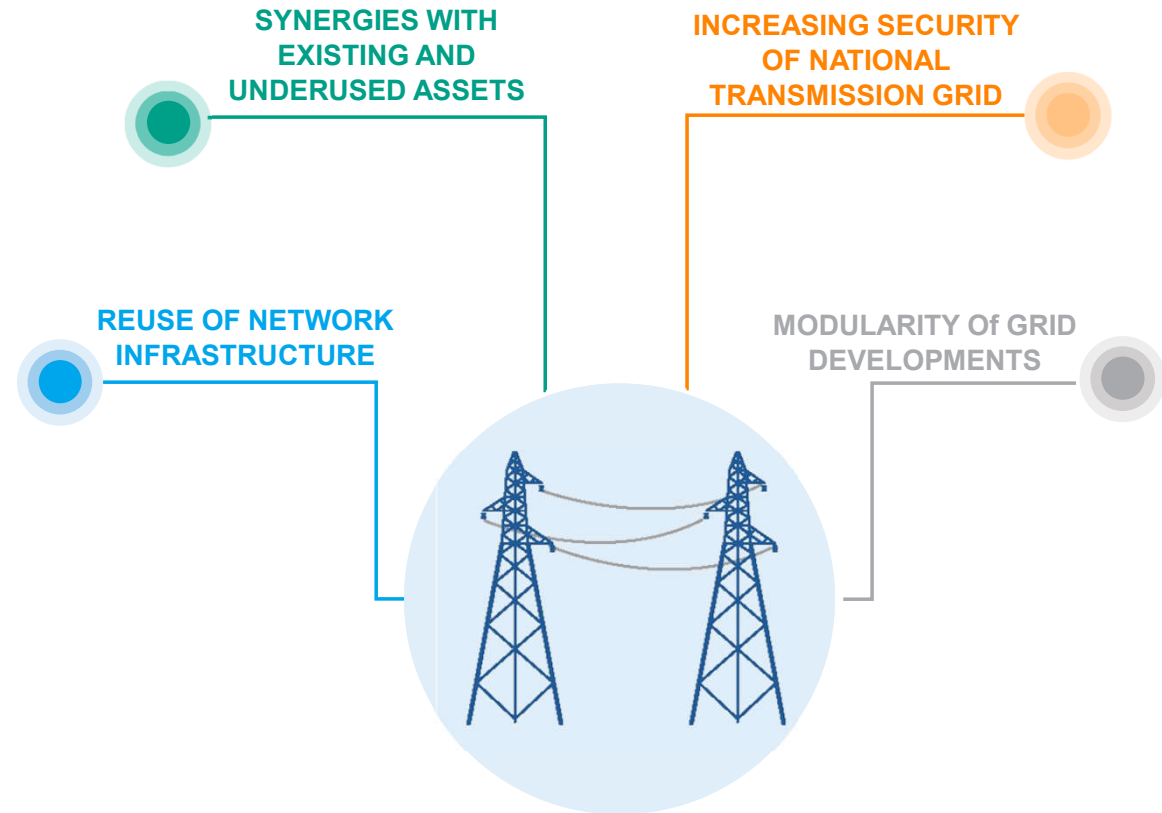 SYNERGIES WITH
EXISTING AND
UNDERUSED ASSETS
INCREASING SECURITY
OF NATIONAL
TRANSMISSION GRID
REUSE OF NETWORK
INFRASTRUCTURE
MODULARITY Of GRID
DEVELOPMENTS